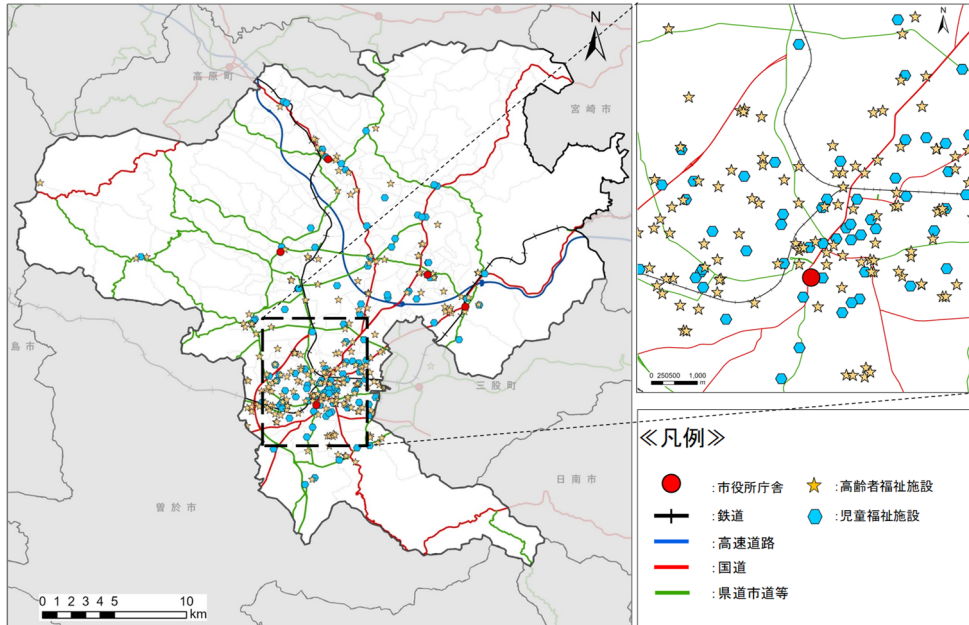 N
高原町
宮崎市
島市
三股町
日南市
曽於市
0 1 2 3 4 5 10
km
N
0 250500 1,000
m
≪凡例≫
:市役所庁舎
:高齢者福祉施設
:鉄道
:児童福祉施設
:高速道路
:国道
:県道市道等